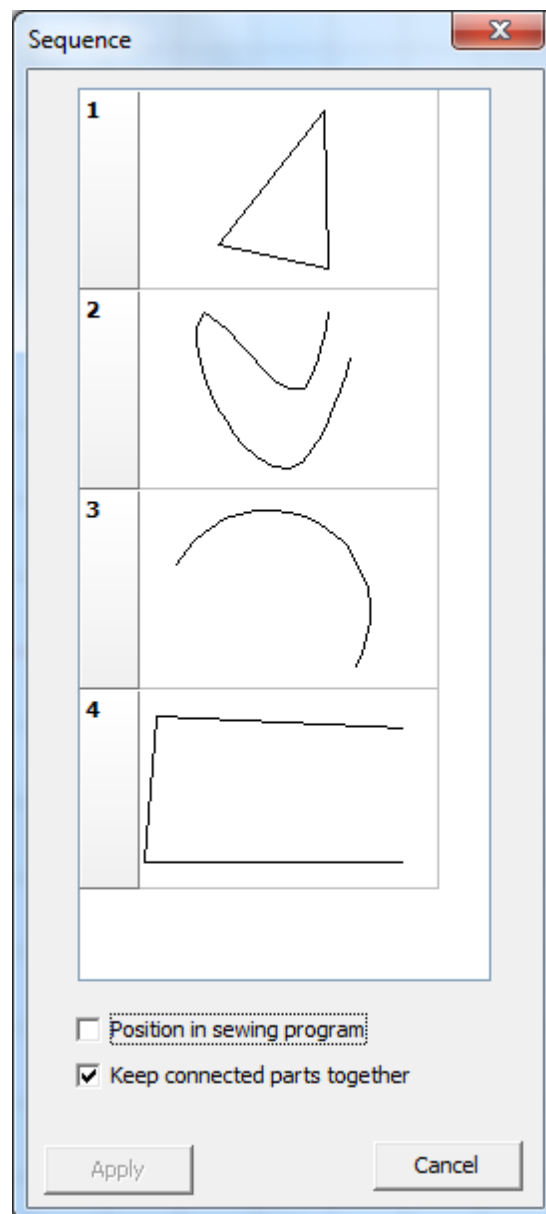 Sequence
1
2
3
4
Position in sewing program
Keep connected parts together
Apply
Cancel